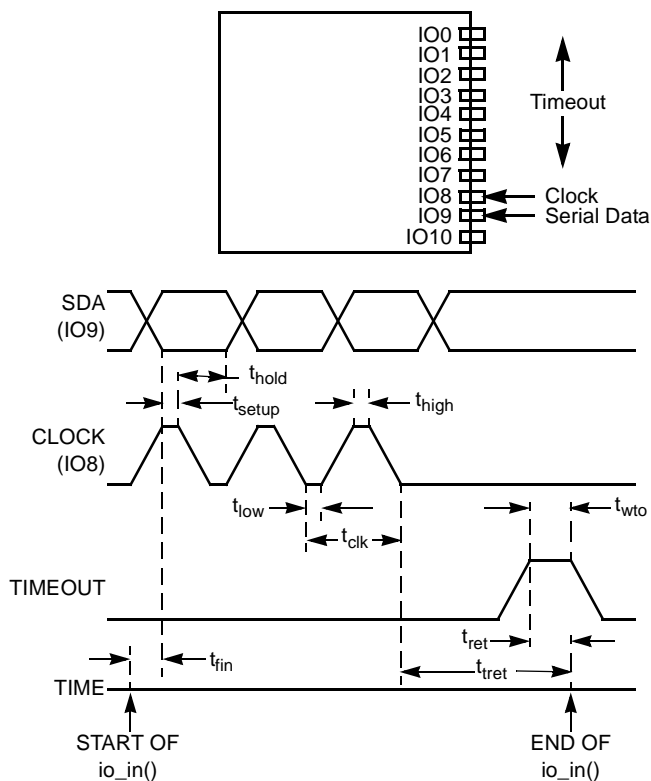 IO0
IO1
IO2
IO3
IO4
IO5
IO6
IO7
IO8
IO9
IO10
Timeout
Clock
Serial Data
SDA
(IO9)
thold
tsetup
thigh
CLOCK
(IO8)
tlow
tclk
twto
TIMEOUT
tret
tfin
ttret
TIME
START OF
io_in()
END OF
io_in()